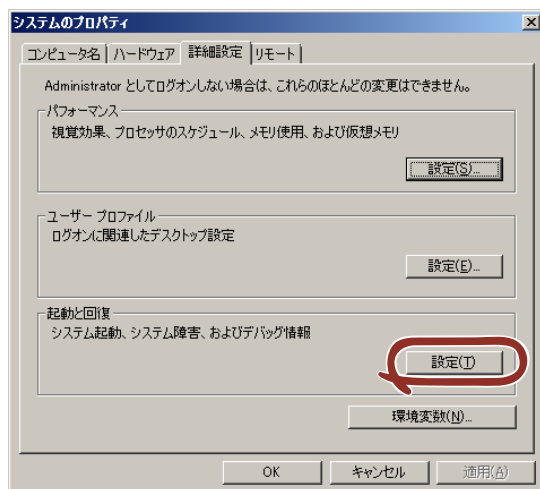 システムのプロパティ
コンピュータ名 ハードウェア 詳細設定 リモート
Administrator としてログオンしない場合は、これらのほとんどの変更はできません。
パフォーマンス
視覚効果、プロセッサのスケジュール、メモリ使用、および仮想メモリ
設定(S)...
ユーザー プロファイル
ログオンに関連したデスクトップ設定
設定(E)...
起動と回復
システム起動、システム障害、およびデバッグ情報
設定(T)
環境変数(N)...
OK キャンセル 適用(A)